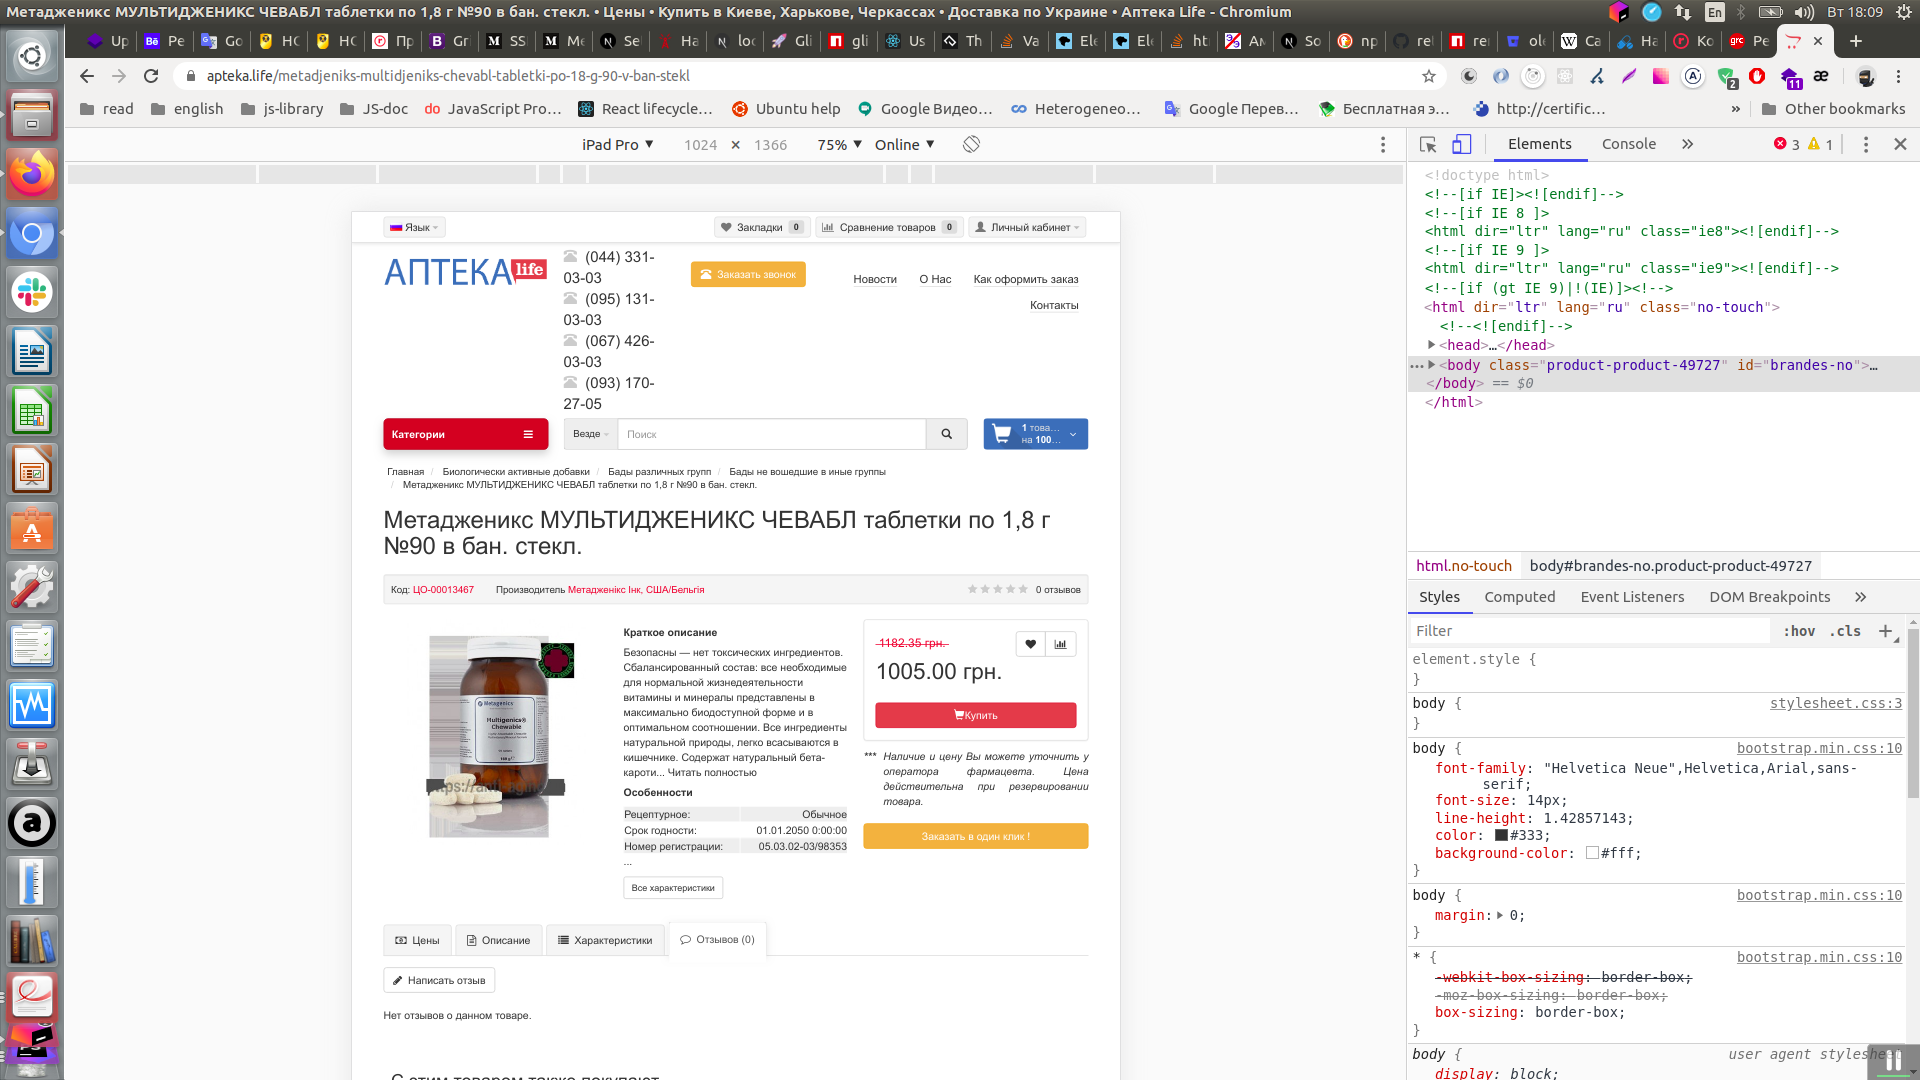 Метадженикс МУЛЬТИДЖЕНИКС ЧЕВАБЛ таблетки по 1,8 г №90 в бан. стекл. • Цены • Купить в Киеве, Харькове, Черкассах • Доставка по Украине • Аптека Life - Chromium
En
Вт 18:09
apteka.life/metadjeniks-multidjeniks-chevabl-tabletki-po-18-g-90-v-ban-stekl
read
english
js-library
JS-doc
JavaScript Pro…
React lifecycle…
Ubuntu help
Google Видео…
Heterogeneo…
Google Перев…
Бесплатная э…
http://certific…
»
Other bookmarks
iPad Pro ▼
1024 × 1366
75% ▼
Online ▼
Elements
Console
»
3
1
Язык
Закладки 0
Сравнение товаров 0
Личный кабинет
АПТЕКА life
(044) 331-
03-03
(095) 131-
03-03
(067) 426-
03-03
(093) 170-
27-05
Заказать звонок
Новости
О Нас
Как оформить заказ
Контакты
Категории
Везде
Поиск
1 това…
на 100…
Главная / Биологически активные добавки / Бады различных групп / Бады не вошедшие в иные группы
/ Метадженикс МУЛЬТИДЖЕНИКС ЧЕВАБЛ таблетки по 1,8 г №90 в бан. стекл.
Метадженикс МУЛЬТИДЖЕНИКС ЧЕВАБЛ таблетки по 1,8 г
№90 в бан. стекл.
Код: ЦО-00013467
Производитель Метадженікс Інк, США/Бельгія
0 отзывов
Metagenics
Multigenics®
Chewable
Краткое описание
Безопасны — нет токсических ингредиентов.
Сбалансированный состав: все необходимые
для нормальной жизнедеятельности
витамины и минералы представлены в
максимально биодоступной форме и в
оптимальном соотношении. Все ингредиенты
натуральной природы, легко всасываются в
кишечнике. Содержат натуральный бета-
кароти... Читать полностью
Особенности
Рецептурное: Обычное
Срок годности: 01.01.2050 0:00:00
Номер регистрации: 05.03.02-03/98353
...
Все характеристики
1182.35 грн.
1005.00 грн.
Купить
*** Наличие и цену Вы можете уточнить у
оператора фармацевта. Цена
действительна при резервировании
товара.
Заказать в один клик !
Цены
Описание
Характеристики
Отзывов (0)
Написать отзыв
Нет отзывов о данном товаре.
С этим товаром также покупают
<!doctype html>
<!--[if IE]><![endif]-->
<!--[if IE 8 ]>
<html dir="ltr" lang="ru" class="ie8"><![endif]-->
<!--[if IE 9 ]>
<html dir="ltr" lang="ru" class="ie9"><![endif]-->
<!--[if (gt IE 9)|!(IE)]><!-->
<html dir="ltr" lang="ru" class="no-touch">
<!--<![endif]-->
<head>…</head>
<body class="product-product-49727" id="brandes-no">…
</body> == $0
</html>
html.no-touch
body#brandes-no.product-product-49727
Styles
Computed
Event Listeners
DOM Breakpoints
»
Filter
:hov
.cls
element.style {
}
body {
stylesheet.css:3
}
body {
bootstrap.min.css:10
font-family: "Helvetica Neue",Helvetica,Arial,sans-
serif;
font-size: 14px;
line-height: 1.42857143;
color: #333;
background-color: #fff;
}
body {
bootstrap.min.css:10
margin: 0;
}
* {
bootstrap.min.css:10
-webkit-box-sizing: border-box;
-moz-box-sizing: border-box;
box-sizing: border-box;
}
body {
user agent stylesheet
display: block;